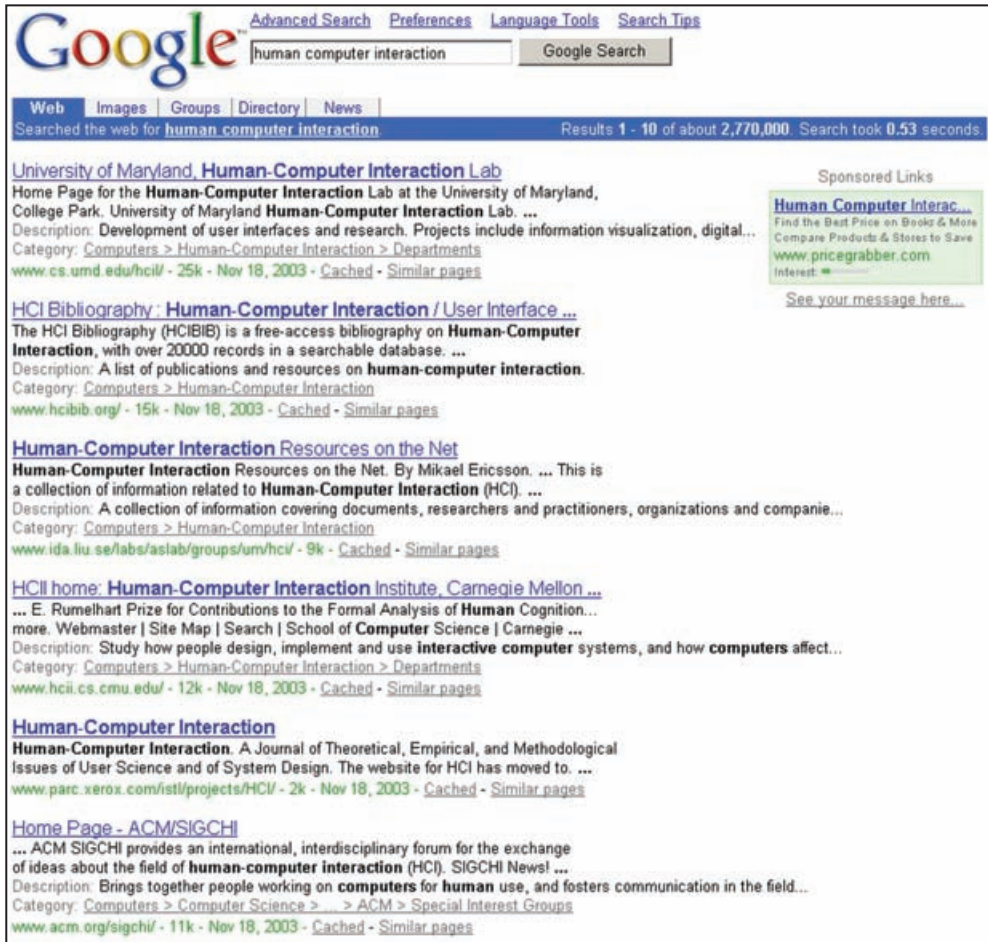 Google™
Advanced Search Preferences Language Tools Search Tips
human computer interaction Google Search
Web Images Groups Directory News
Searched the web for human computer interaction. Results 1 - 10 of about 2,770,000. Search took 0.53 seconds.
University of Maryland, Human-Computer Interaction Lab
Home Page for the Human-Computer Interaction Lab at the University of Maryland,
College Park. University of Maryland Human-Computer Interaction Lab. ...
Description: Development of user interfaces and research. Projects include information visualization, digital...
Category: Computers > Human-Computer Interaction > Departments
www.cs.umd.edu/hcil/ - 25k - Nov 18, 2003 - Cached - Similar pages
Sponsored Links
Human Computer Interac...
Find the Best Price on Books & More
Compare Products & Stores to Save
www.pricegrabber.com
Interest:
See your message here...
HCI Bibliography : Human-Computer Interaction / User Interface ...
The HCI Bibliography (HCIBIB) is a free-access bibliography on Human-Computer
Interaction, with over 20000 records in a searchable database. ...
Description: A list of publications and resources on human-computer interaction.
Category: Computers > Human-Computer Interaction
www.hcibib.org/ - 15k - Nov 18, 2003 - Cached - Similar pages
Human-Computer Interaction Resources on the Net
Human-Computer Interaction Resources on the Net. By Mikael Ericsson. ... This is
a collection of information related to Human-Computer Interaction (HCI). ...
Description: A collection of information covering documents, researchers and practitioners, organizations and companie...
Category: Computers > Human-Computer Interaction
www.ida.liu.se/labs/aslab/groups/um/hci/ - 9k - Cached - Similar pages
HCII home: Human-Computer Interaction Institute, Carnegie Mellon ...
... E. Rumelhart Prize for Contributions to the Formal Analysis of Human Cognition...
more. Webmaster | Site Map | Search | School of Computer Science | Carnegie ...
Description: Study how people design, implement and use interactive computer systems, and how computers affect...
Category: Computers > Human-Computer Interaction > Departments
www.hcii.cs.cmu.edu/ - 12k - Nov 18, 2003 - Cached - Similar pages
Human-Computer Interaction
Human-Computer Interaction. A Journal of Theoretical, Empirical, and Methodological
Issues of User Science and of System Design. The website for HCI has moved to. ...
www.parc.xerox.com/istl/projects/HCI/ - 2k - Nov 18, 2003 - Cached - Similar pages
Home Page - ACM/SIGCHI
... ACM SIGCHI provides an international, interdisciplinary forum for the exchange
of ideas about the field of human-computer interaction (HCI). SIGCHI News! ...
Description: Brings together people working on computers for human use, and fosters communication in the field...
Category: Computers > Computer Science > ... > ACM > Special Interest Groups
www.acm.org/sigchi/ - 11k - Nov 18, 2003 - Cached - Similar pages